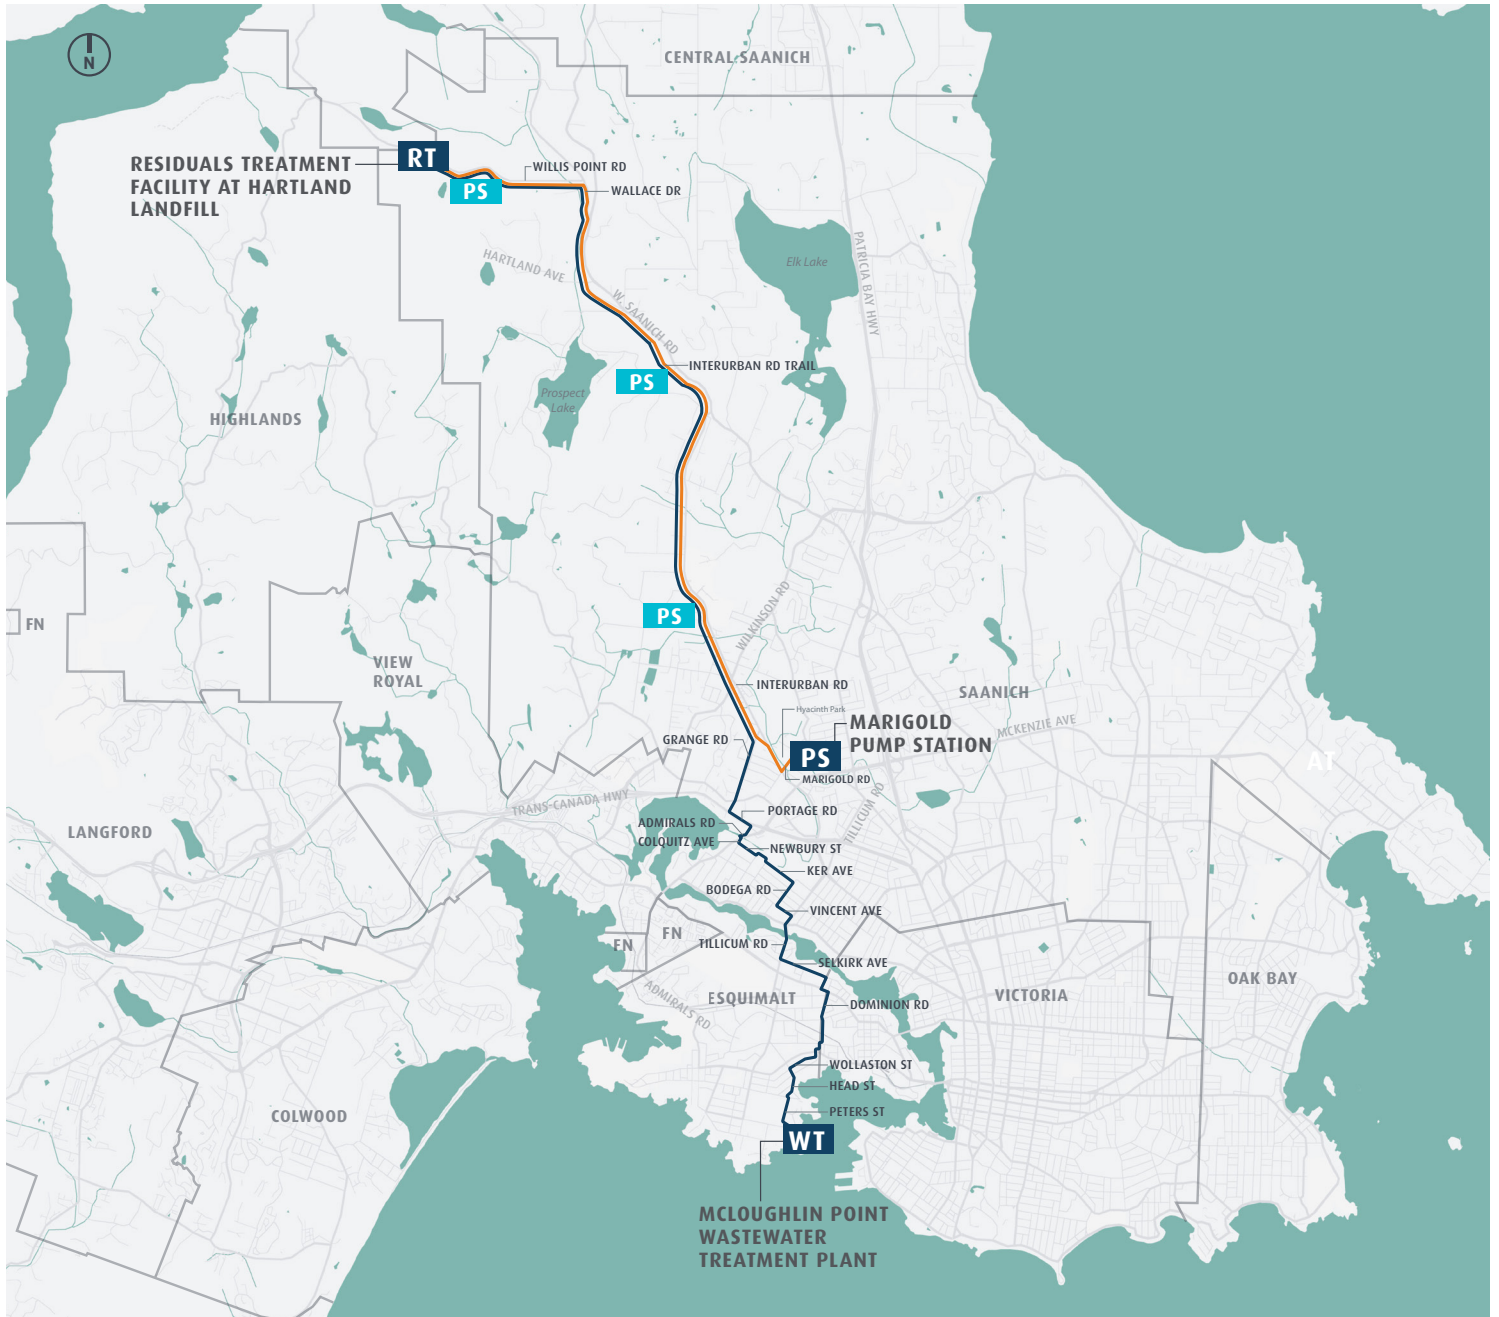 N
CENTRAL SAANICH
RT
RESIDUALS TREATMENT
FACILITY AT HARTLAND
LANDFILL
WILLIS POINT RD
PS
WALLACE DR
HARTLAND AVE
Elk Lake
PATRICIA BAY HWY
W. SAANICH RD
INTERURBAN RD TRAIL
PS
Prospect
Lake
HIGHLANDS
PS
WILKINSON RD
FN
VIEW
ROYAL
INTERURBAN RD
SAANICH
Hyacinth Park
MARIGOLD
PUMP STATION
MCKENZIE AVE
GRANGE RD
PS
MARIGOLD RD
AT
TRANS-CANADA HWY
TILLICUM RD
PORTAGE RD
ADMIRALS RD
LANGFORD
COLQUITZ AVE
NEWBURY ST
KER AVE
BODEGA RD
VINCENT AVE
FN
FN
TILLICUM RD
SELKIRK AVE
OAK BAY
ADMIRALS RD
ESQUIMALT
DOMINION RD
VICTORIA
WOLLASTON ST
HEAD ST
COLWOOD
PETERS ST
WT
MCLOUGHLIN POINT
WASTEWATER
TREATMENT PLANT